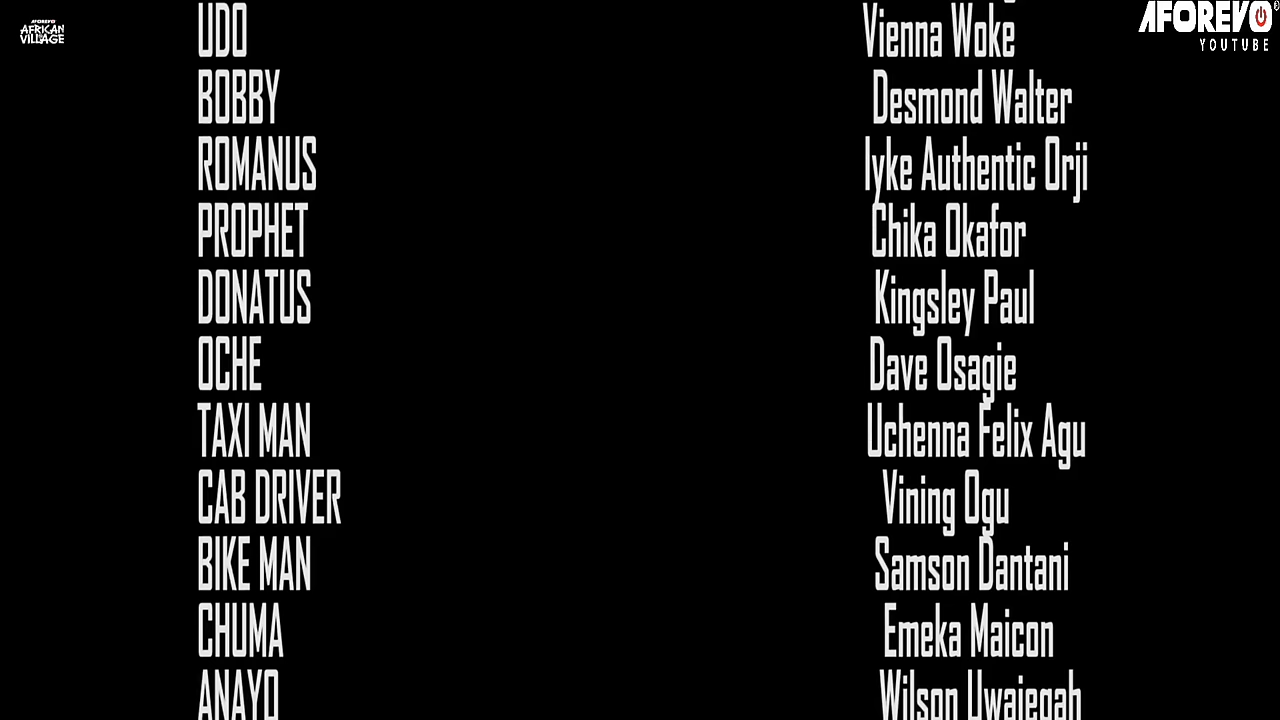 AFOREVO
AFRICAN
VILLAGE
AFOREVO
YOUTUBE
UDO Vienna Woke
BOBBY Desmond Walter
ROMANUS Iyke Authentic Orji
PROPHET Chika Okafor
DONATUS Kingsley Paul
OCHE Dave Osagie
TAXI MAN Uchenna Felix Agu
CAB DRIVER Vining Ogu
BIKE MAN Samson Dantani
CHUMA Emeka Maicon
ANAYO Wilson